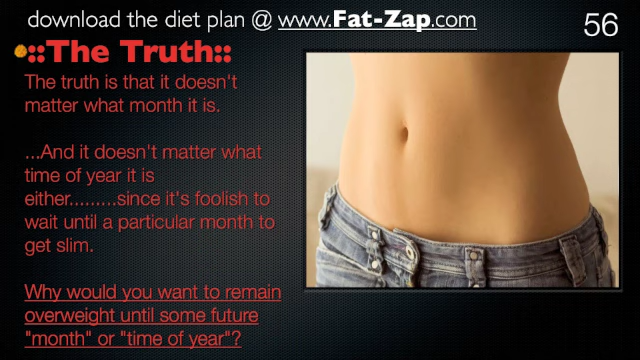 download the diet plan @ www.Fat-Zap.com
56
::The Truth::
The truth is that it doesn't
matter what month it is.
...And it doesn't matter what
time of year it is
either.........since it's foolish to
wait until a particular month to
get slim.
Why would you want to remain
overweight until some future
"month" or "time of year"?